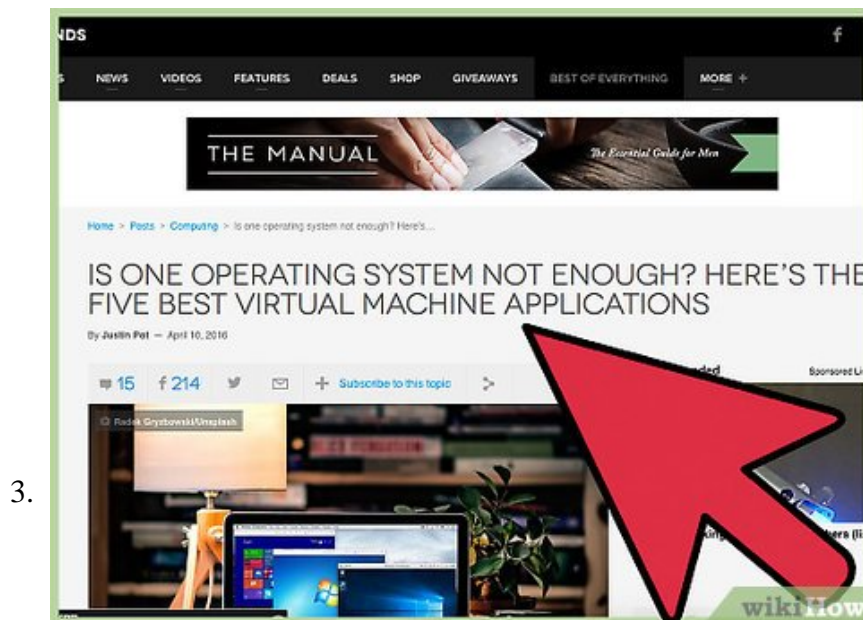 NDS
S NEWS VIDEOS FEATURES DEALS SHOP GIVEAWAYS BEST OF EVERYTHING MORE +
THE MANUAL The Essential Guide for Men
Home > Posts > Computing > Is one operating system not enough? Here's...
IS ONE OPERATING SYSTEM NOT ENOUGH? HERE'S THE
FIVE BEST VIRTUAL MACHINE APPLICATIONS
By Justin Pot — April 10, 2016
15 f 214 + Subscribe to this topic
Sponsored Li
Radek Grzybowski/Unsplash
3.
wikiHow